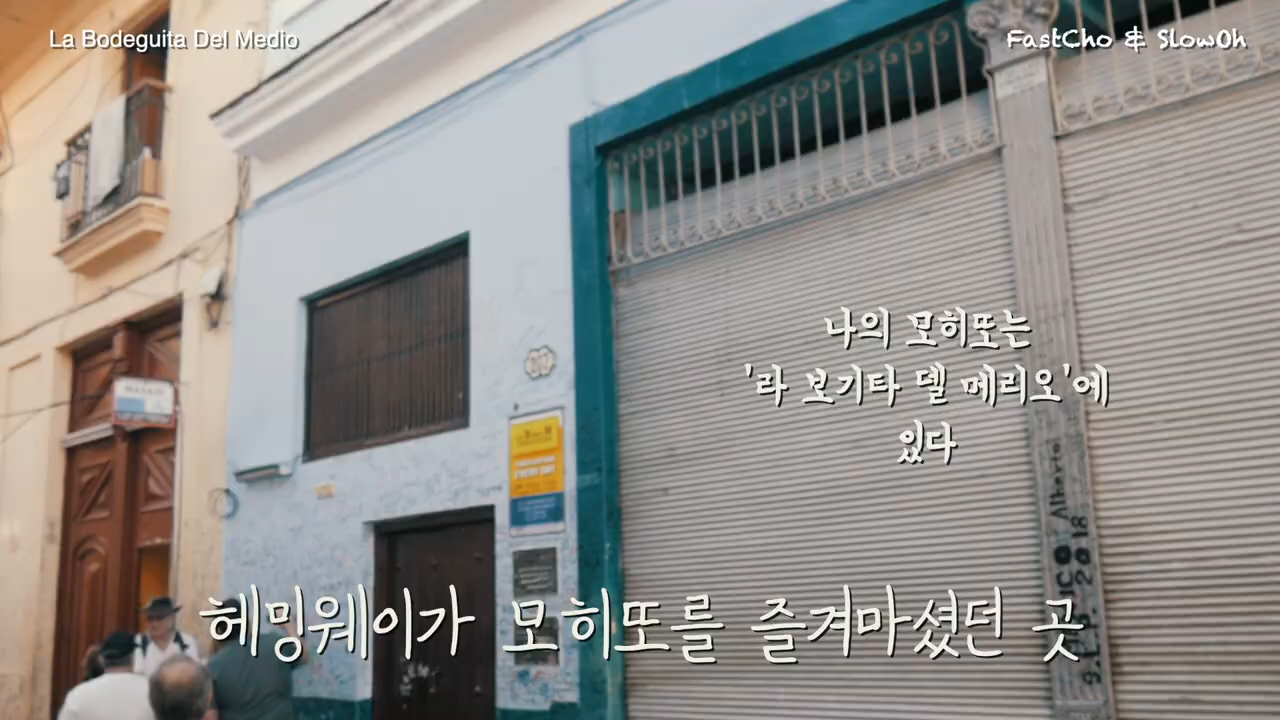 La Bodeguita Del Medio
FastCho & SlowOh
나의 모히또는
'라 보기타 델 메리오'에
있다
Alberto
헤밍웨이가 모히또를 즐겨마셨던 곳